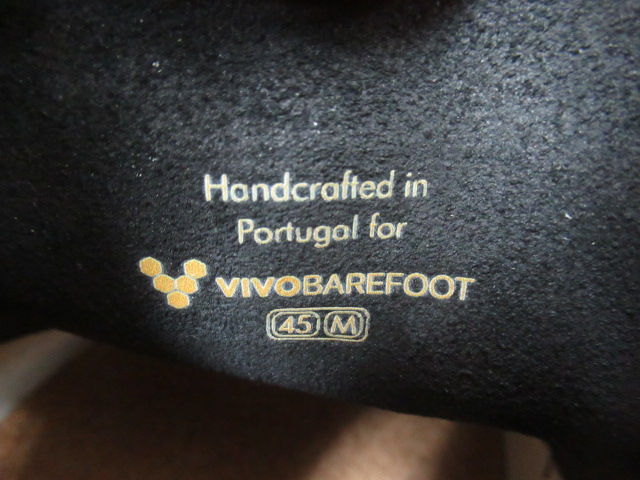 Handcrafted in
Portugal for
VIVOBAREFOOT
45 M